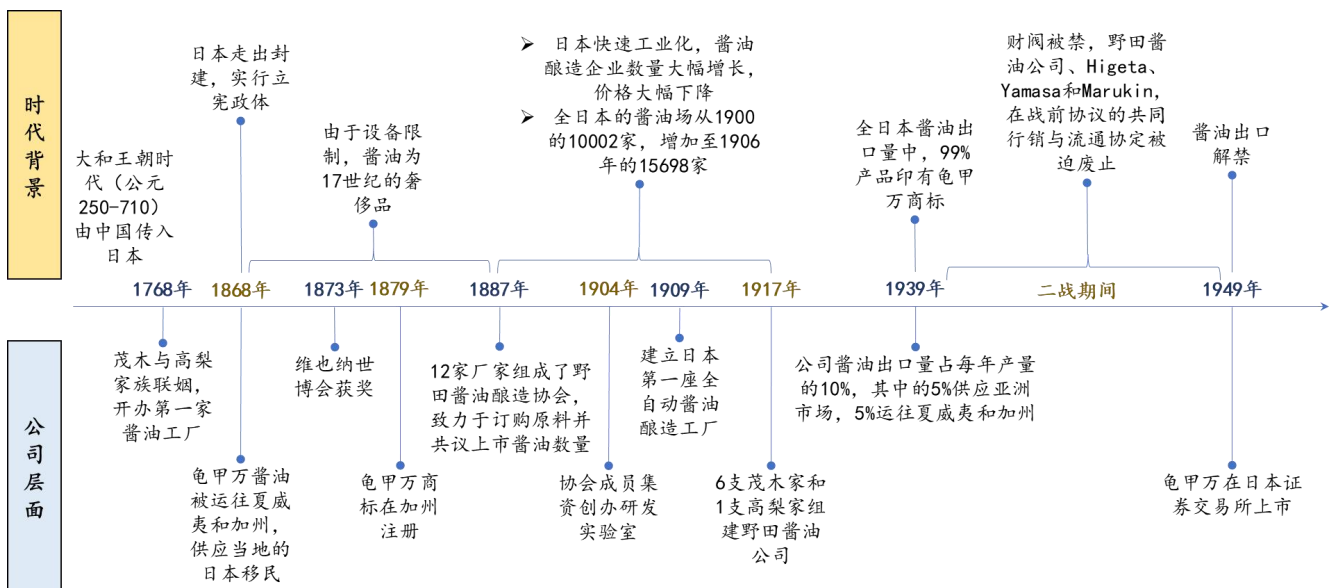 时代背景
大和王朝时
代（公元
250-710）
由中国传入
日本
日本走出封
建，实行立
宪政体
由于设备限
制，酱油为
17世纪的奢
侈品
➢ 日本快速工业化，酱油
酿造企业数量大幅增长，
价格大幅下降
➢ 全日本的酱油场从1900
的10002家，增加至1906
年的15698家
全日本酱油出
口量中，99%
产品印有龟甲
万商标
财阀被禁，野田酱
油公司、Higeta、
Yamasa和Marukin，
在战前协议的共同
行销与流通协定被
迫废止
酱油出口
解禁
1768年
1868年
1873年
1879年
1887年
1904年
1909年
1917年
1939年
二战期间
1949年
公司层面
茂木与高梨
家族联姻，
开办第一家
酱油工厂
龟甲万酱油
被运往夏威
夷和加州，
供应当地的
日本移民
维也纳世
博会获奖
龟甲万商
标在加州
注册
12家厂家组成了野
田酱油酿造协会，
致力于订购原料并
共议上市酱油数量
协会成员集
资创办研发
实验室
建立日本
第一座全
自动酱油
酿造工厂
6支茂木家和
1支高梨家组
建野田酱油
公司
公司酱油出口量占每年产量
的10%，其中的5%供应亚洲
市场，5%运往夏威夷和加州
龟甲万在日本证
券交易所上市